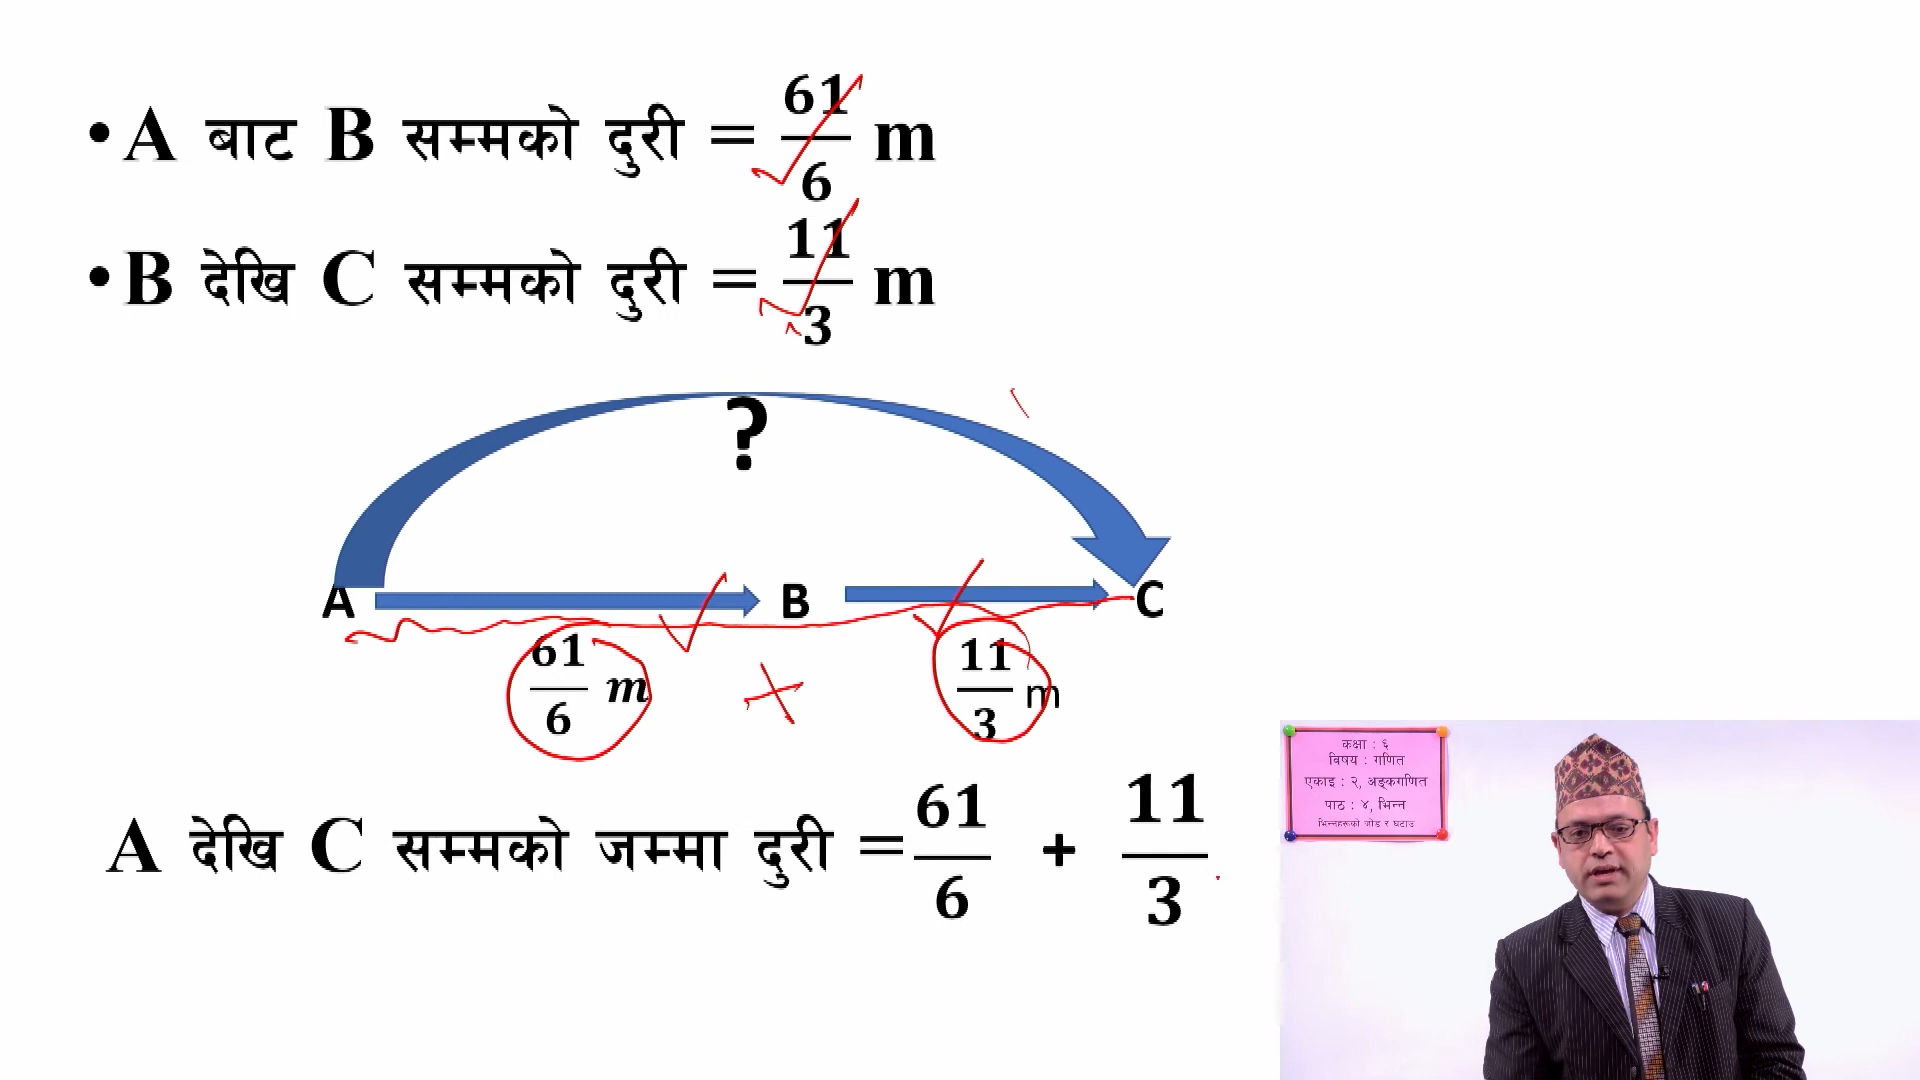 • A बाट B सम्मको दुरी = 61/6 m
• B देखि C सम्मको दुरी = 11/3 m
?
A B C
61/6 m + 11/3 m
A देखि C सम्मको जम्मा दुरी = 61/6 + 11/3
कक्षा : ६
बिषय : गणित
एकाइ : २, अङ्कगणित
पाठ : ४, भिन्न
भिन्नहरूको जोड र घटाउ